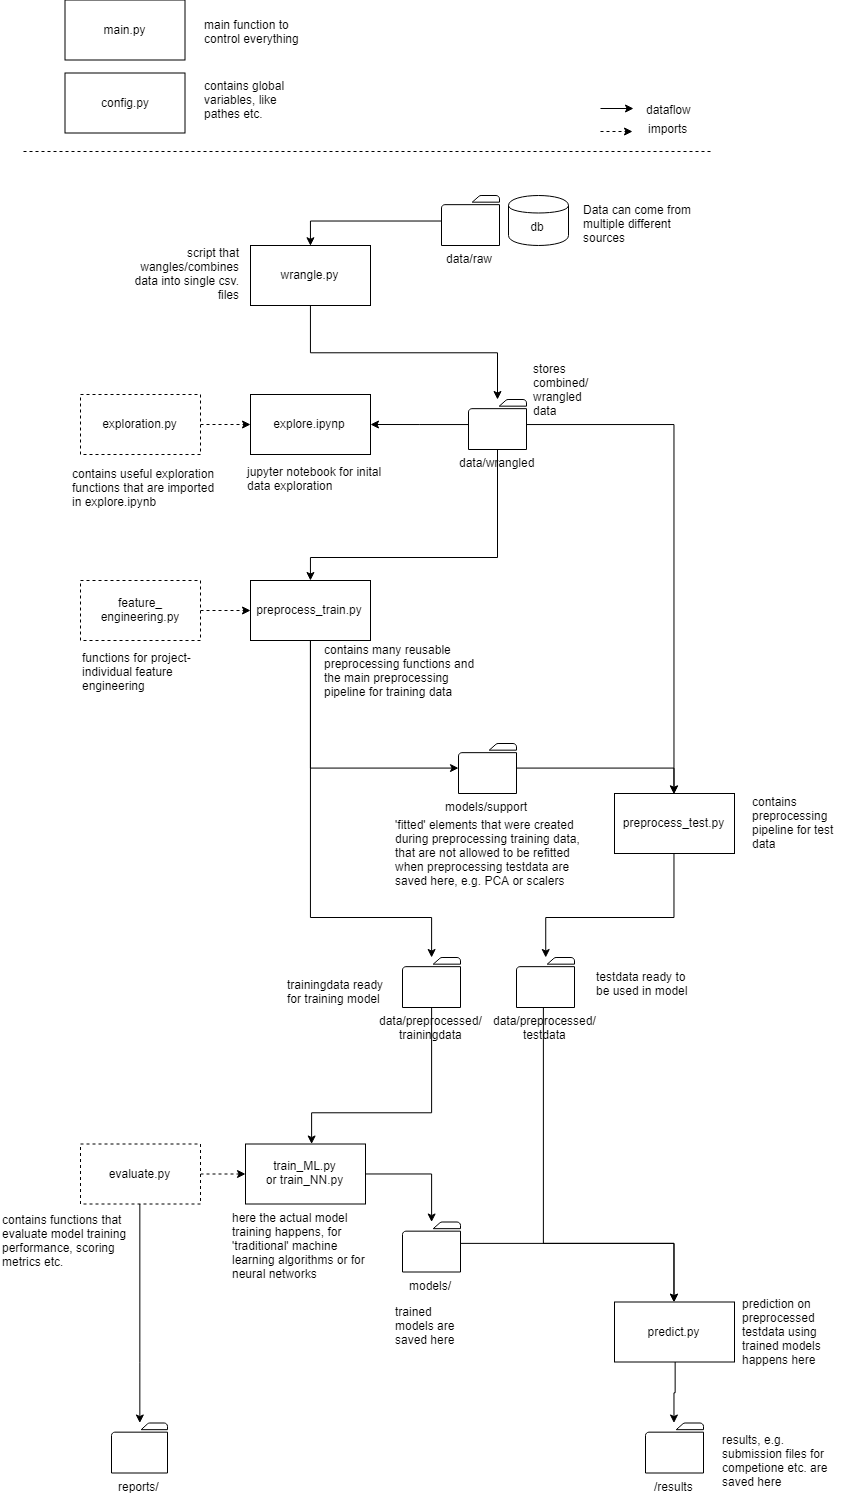 main.py
main function to
control everything
config.py
contains global
variables, like
pathes etc.
dataflow
imports
db
Data can come from
multiple different
sources
data/raw
script that
wangles/combines
data into single csv.
files
wrangle.py
stores
combined/
wrangled
data
exploration.py
explore.ipynp
data/wrangled
contains useful exploration
functions that are imported
in explore.ipynb
jupyter notebook for inital
data exploration
feature_
engineering.py
preprocess_train.py
functions for project-
individual feature
engineering
contains many reusable
preprocessing functions and
the main preprocessing
pipeline for training data
models/support
'fitted' elements that were created
during preprocessing training data,
that are not allowed to be refitted
when preprocessing testdata are
saved here, e.g. PCA or scalers
preprocess_test.py
contains
preprocessing
pipeline for test
data
trainingdata ready
for training model
data/preprocessed/
trainingdata
data/preprocessed/
testdata
testdata ready to
be used in model
evaluate.py
train_ML.py
or train_NN.py
contains functions that
evaluate model training
performance, scoring
metrics etc.
here the actual model
training happens, for
'traditional' machine
learning algorithms or for
neural networks
models/
trained
models are
saved here
predict.py
prediction on
preprocessed
testdata using
trained models
happens here
reports/
/results
results, e.g.
submission files for
competione etc. are
saved here